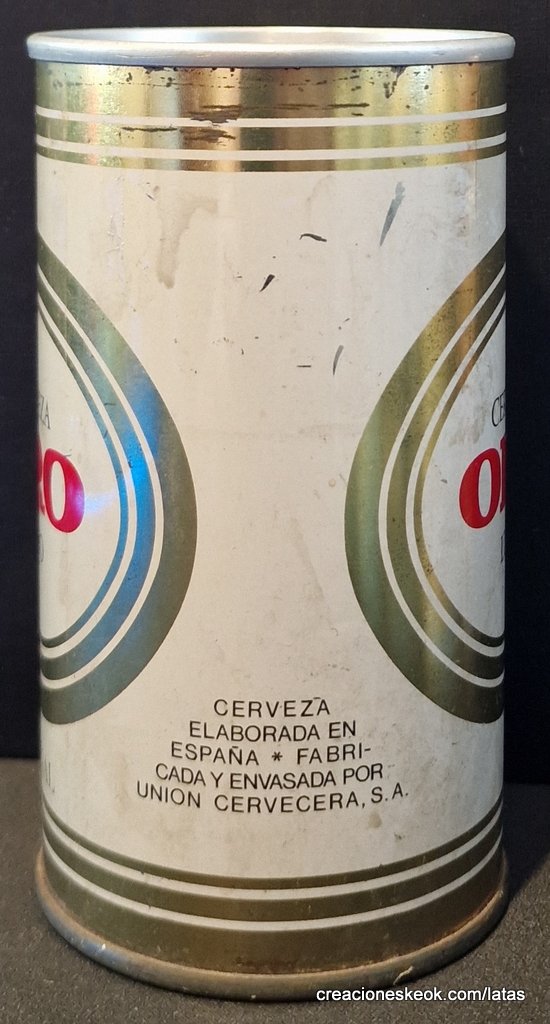 CERVEZA
ELABORADA EN
ESPAÑA * FABRI-
CADA Y ENVASADA POR
UNION CERVECERA, S.A.
creacioneskeok.com/latas